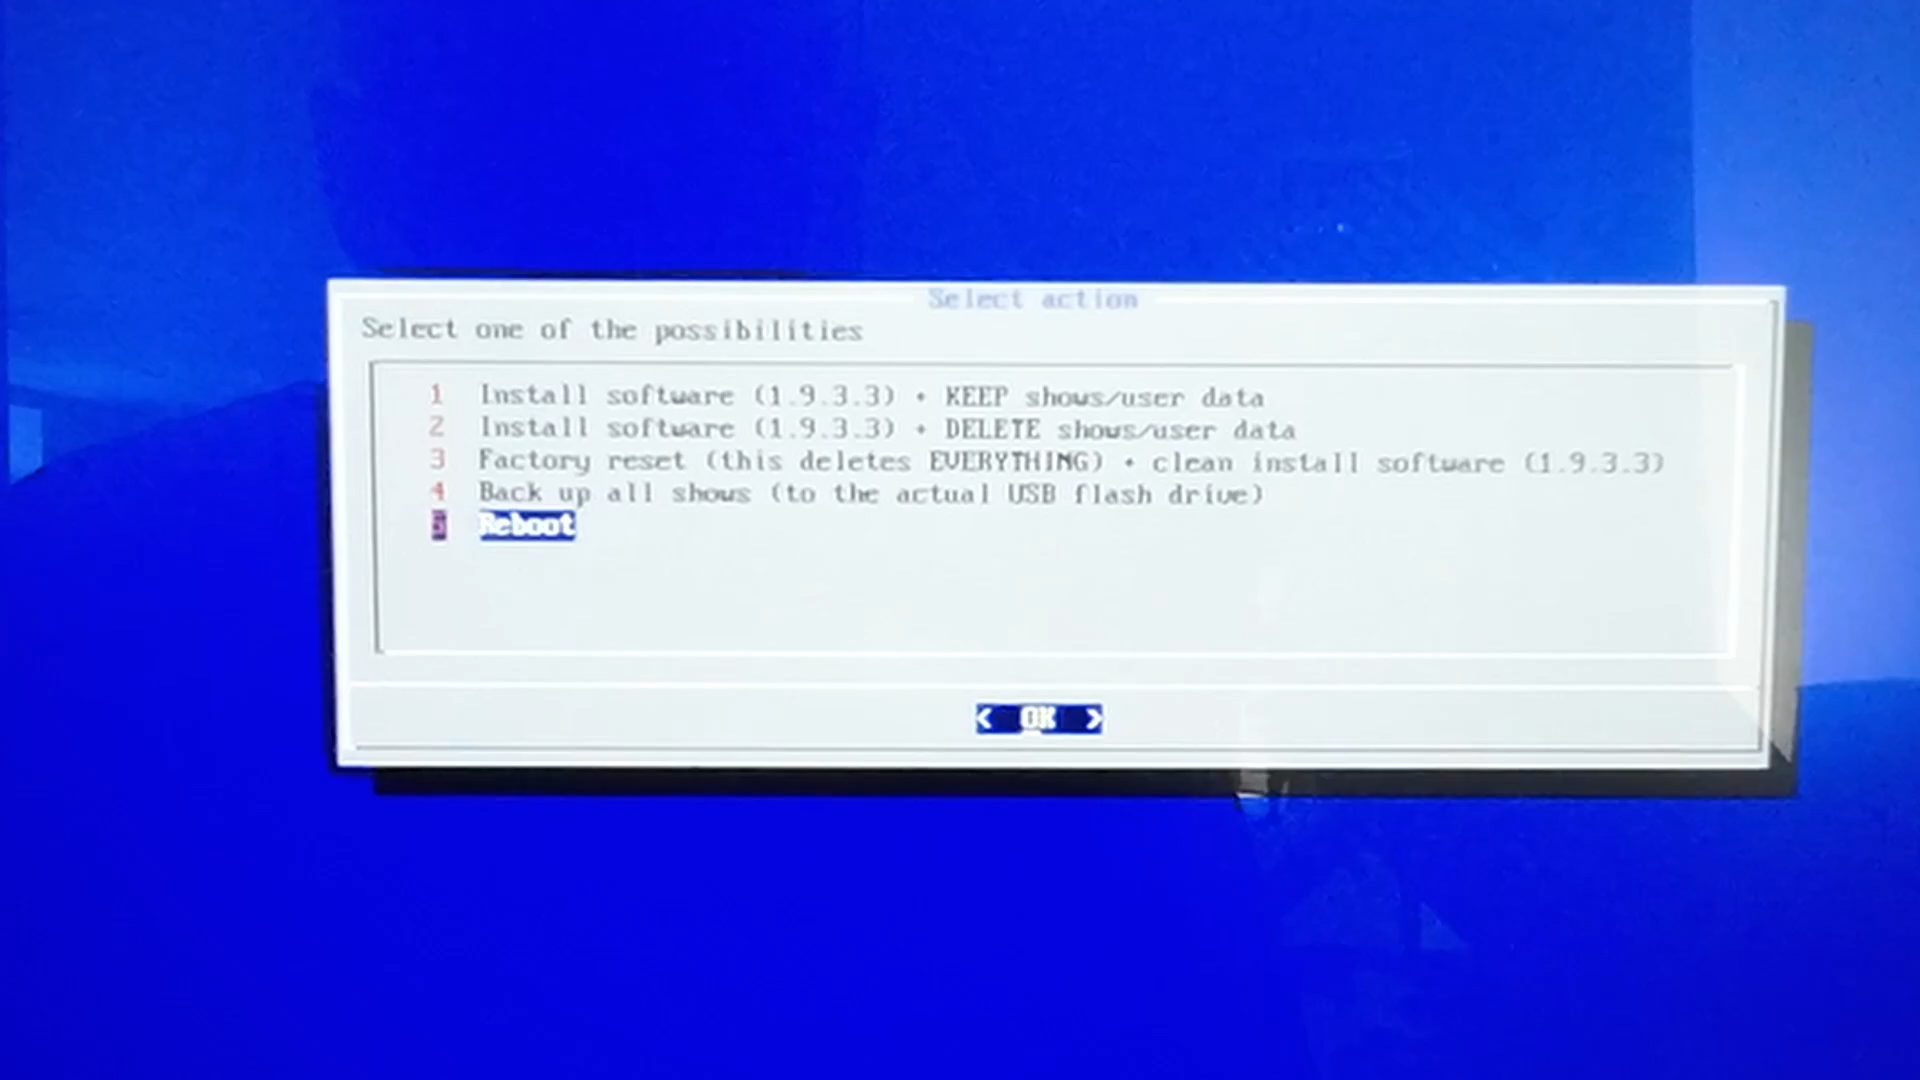 Select action
Select one of the possibilities
1 Install software (1.9.3.3) + KEEP shows/user data
2 Install software (1.9.3.3) + DELETE shows/user data
3 Factory reset (this deletes EVERYTHING) + clean install software (1.9.3.3)
4 Back up all shows (to the actual USB flash drive)
5 Reboot
< OK >